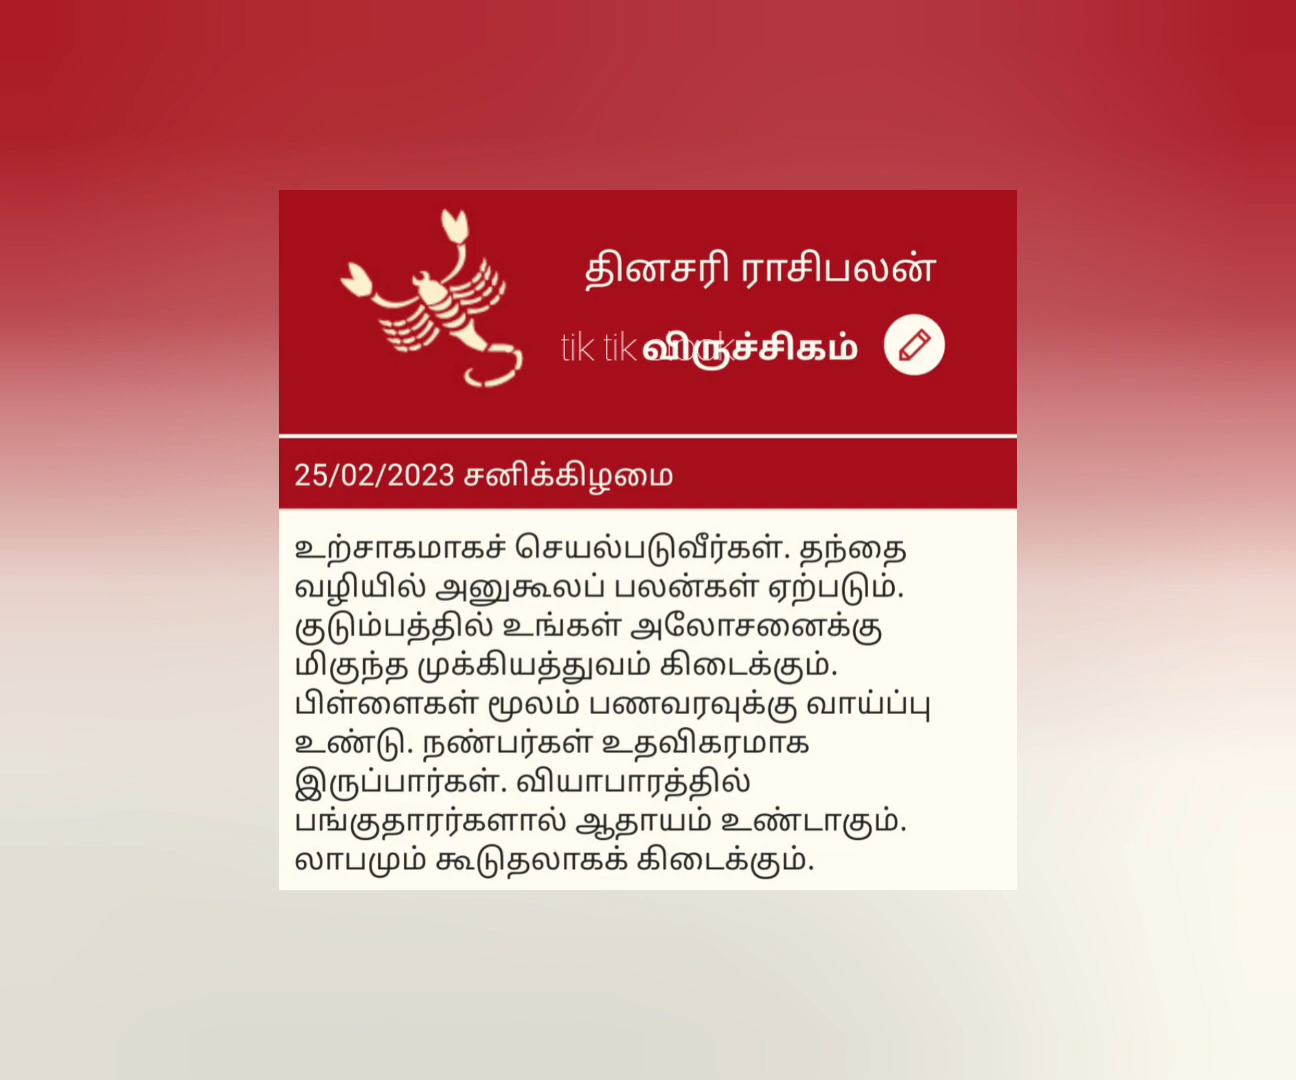 தினசரி ராசிபலன்
tik tik
விருச்சிகம்
25/02/2023 சனிக்கிழமை
உற்சாகமாகச் செயல்படுவீர்கள். தந்தை
வழியில் அனுகூலப் பலன்கள் ஏற்படும்.
குடும்பத்தில் உங்கள் அலோசனைக்கு
மிகுந்த முக்கியத்துவம் கிடைக்கும்.
பிள்ளைகள் மூலம் பணவரவுக்கு வாய்ப்பு
உண்டு. நண்பர்கள் உதவிகரமாக
இருப்பார்கள். வியாபாரத்தில்
பங்குதாரர்களால் ஆதாயம் உண்டாகும்.
லாபமும் கூடுதலாகக் கிடைக்கும்.